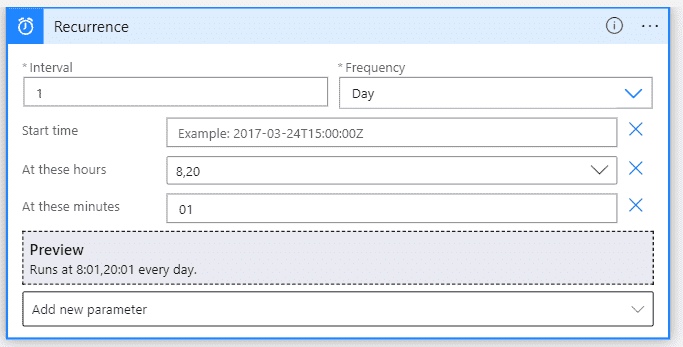 Recurrence
* Interval
* Frequency
1
Day
Start time
Example: 2017-03-24T15:00:00Z
At these hours
8,20
At these minutes
01
Preview
Runs at 8:01,20:01 every day.
Add new parameter